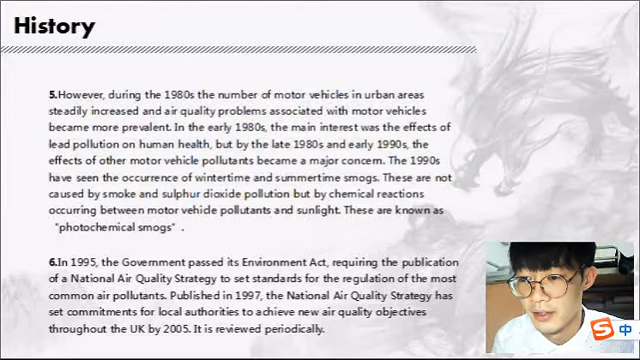 History
5.However, during the 1980s the number of motor vehicles in urban areas
steadily increased and air quality problems associated with motor vehicles
became more prevalent. In the early 1980s, the main interest was the effects of
lead pollution on human health, but by the late 1980s and early 1990s, the
effects of other motor vehicle pollutants became a major concern. The 1990s
have seen the occurrence of wintertime and summertime smogs. These are not
caused by smoke and sulphur dioxide pollution but by chemical reactions
occurring between motor vehicle pollutants and sunlight. These are known as
“photochemical smogs” .
6.In 1995, the Government passed its Environment Act, requiring the publication
of a National Air Quality Strategy to set standards for the regulation of the most
common air pollutants. Published in 1997, the National Air Quality Strategy has
set commitments for local authorities to achieve new air quality objectives
throughout the UK by 2005. It is reviewed periodically.
S 中